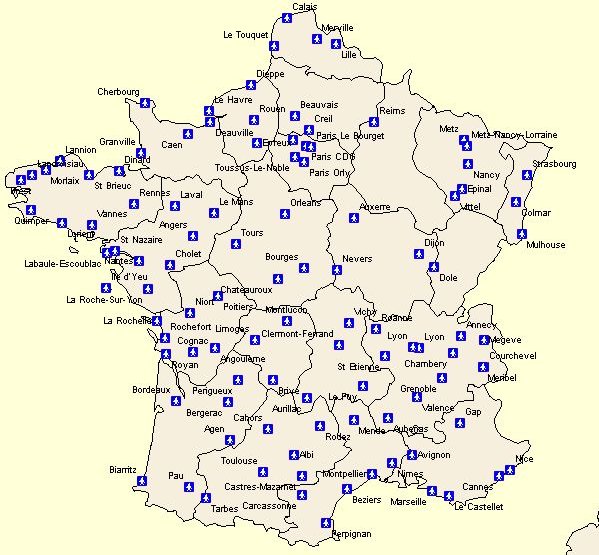 Calais
Merville
Le Touquet
Lille
Dieppe
Cherbourg
Le Havre
Beauvais
Rouen
Creil
Reims
Granville
Deauville
Evreux
Paris Le Bourget
Metz
Metz-Nancy-Lorraine
Caen
Lannion
Landivisiau
Dinard
Toussus-Le-Noble
Paris CDG
Paris Orly
Nancy
Strasbourg
Brest
Morlaix
St Brieuc
Rennes
Laval
Epinal
Le Mans
Orleans
Auxerre
Vittel
Colmar
Quimper
Vannes
Lorient
Angers
Tours
St Nazaire
Dijon
Mulhouse
Labaule-Escoublac
Nantes
Cholet
Bourges
Nevers
Dole
Ile d'Yeu
La Roche-Sur-Yon
Niort
Chateauroux
Poitiers
Montlucon
Vichy
Roanne
La Rochelle
Rochefort
Limoges
Annecy
Cognac
Clermont-Ferrand
Lyon
Lyon
Megeve
Angouleme
Courchevel
Royan
St Etienne
Chambery
Meribel
Bordeaux
Perigueux
Brive
Grenoble
Le Puy
Aurillac
Valence
Bergerac
Cahors
Gap
Agen
Rodez
Mende
Aubenas
Biarritz
Toulouse
Albi
Avignon
Nice
Pau
Castres-Mazamet
Montpellier
Nimes
Cannes
Tarbes
Carcassonne
Beziers
Marseille
Le Castellet
Perpignan